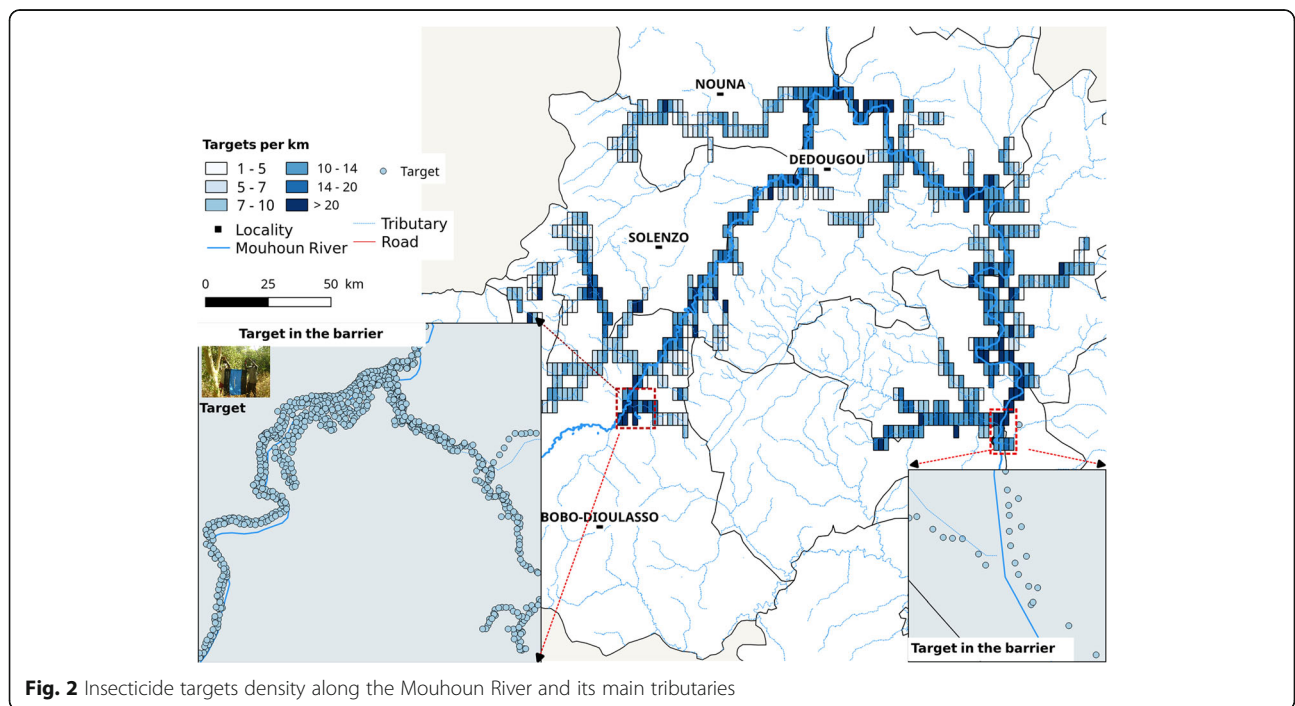 NOUNA
Targets per km
1 - 5
10 - 14
Target
5 - 7
14 - 20
7 - 10
> 20
DEDOUGOU
Locality
Tributary
Mouhoun River
Road
SOLENZO
0 25 50 km
Target in the barrier
Target
BOBO-DIOULASSO
Target in the barrier
Fig. 2 Insecticide targets density along the Mouhoun River and its main tributaries